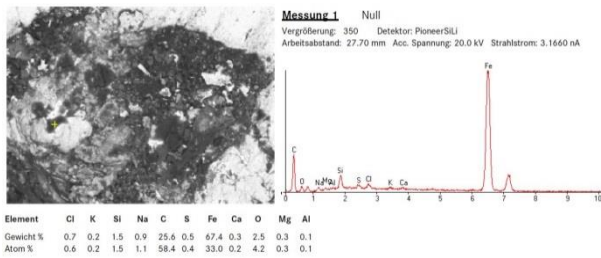 Messung 1 Null
Vergrößerung: 350 Detektor: PioneerSiLi
Arbeitsabstand: 27.70 mm Acc. Spannung: 20.0 kV Strahlstrom: 3.1660 nA
Fe
C
O Na Mg Al Si S Cl K Ca
0 1 2 3 4 5 6 7 8 9 10
Element Cl K Si Na C S Fe Ca O Mg Al
Gewicht % 0.7 0.2 1.5 0.9 25.6 0.5 67.4 0.3 2.5 0.3 0.1
Atom % 0.6 0.2 1.5 1.1 58.4 0.4 33.0 0.2 4.2 0.3 0.1